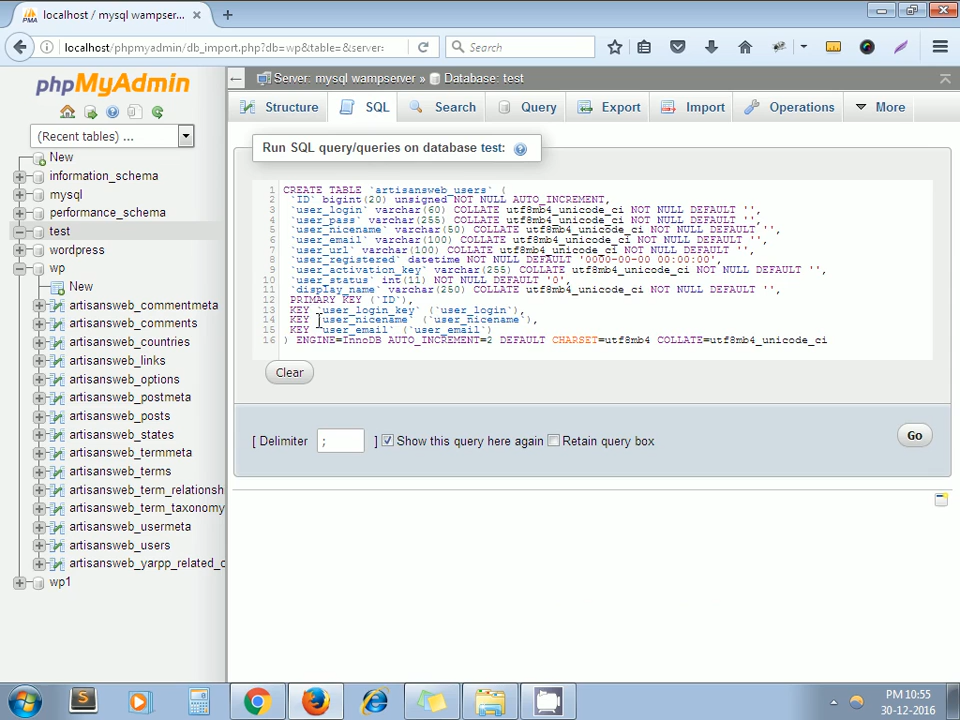 localhost / mysql wampser...
localhost/phpmyadmin/db_import.php?db=wp&table=&server:
Search
phpMyAdmin
(Recent tables) ...
New
information_schema
mysql
performance_schema
test
wordpress
wp
New
artisansweb_commentmeta
artisansweb_comments
artisansweb_countries
artisansweb_links
artisansweb_options
artisansweb_postmeta
artisansweb_posts
artisansweb_states
artisansweb_termmeta
artisansweb_terms
artisansweb_term_relationsh
artisansweb_term_taxonomy
artisansweb_usermeta
artisansweb_users
artisansweb_yarpp_related_c
wp1
Server: mysql wampserver » Database: test
Structure SQL Search Query Export Import Operations More
Run SQL query/queries on database test:
1 CREATE TABLE `artisansweb_users` (
2 `ID` bigint(20) unsigned NOT NULL AUTO_INCREMENT,
3 `user_login` varchar(60) COLLATE utf8mb4_unicode_ci NOT NULL DEFAULT '',
4 `user_pass` varchar(255) COLLATE utf8mb4_unicode_ci NOT NULL DEFAULT '',
5 `user_nicename` varchar(50) COLLATE utf8mb4_unicode_ci NOT NULL DEFAULT '',
6 `user_email` varchar(100) COLLATE utf8mb4_unicode_ci NOT NULL DEFAULT '',
7 `user_url` varchar(100) COLLATE utf8mb4_unicode_ci NOT NULL DEFAULT '',
8 `user_registered` datetime NOT NULL DEFAULT '0000-00-00 00:00:00',
9 `user_activation_key` varchar(255) COLLATE utf8mb4_unicode_ci NOT NULL DEFAULT '',
10 `user_status` int(11) NOT NULL DEFAULT '0',
11 `display_name` varchar(250) COLLATE utf8mb4_unicode_ci NOT NULL DEFAULT '',
12 PRIMARY KEY (`ID`),
13 KEY `user_login_key` (`user_login`),
14 KEY `user_nicename` (`user_nicename`),
15 KEY `user_email` (`user_email`)
16 ) ENGINE=InnoDB AUTO_INCREMENT=2 DEFAULT CHARSET=utf8mb4 COLLATE=utf8mb4_unicode_ci
Clear
[ Delimiter ; ] Show this query here again Retain query box
Go
PM 10:55
30-12-2016